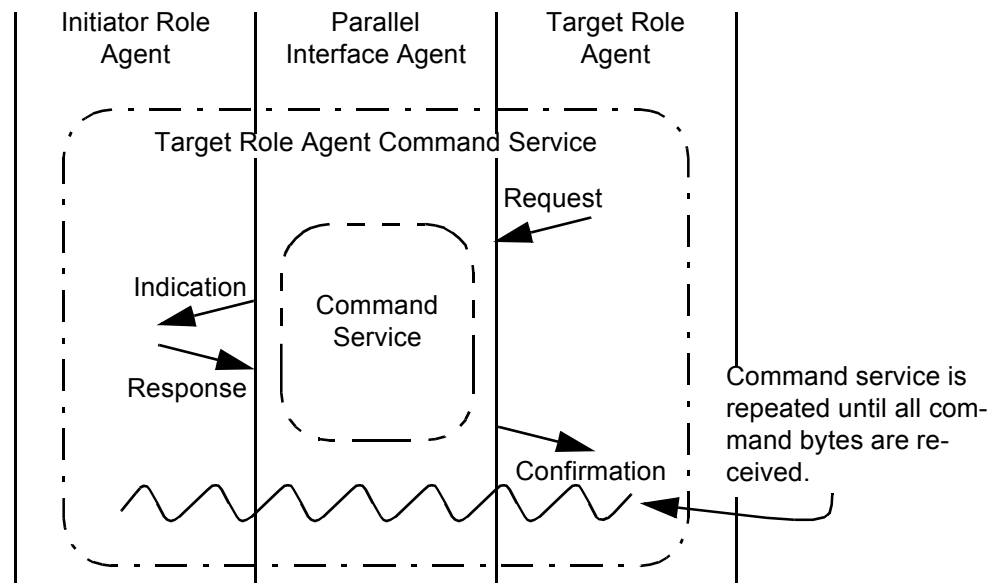 Initiator Role
Agent
Parallel
Interface Agent
Target Role
Agent
Target Role Agent Command Service
Request
Indication
Command
Service
Response
Confirmation
Command service is
repeated until all com-
mand bytes are re-
ceived.